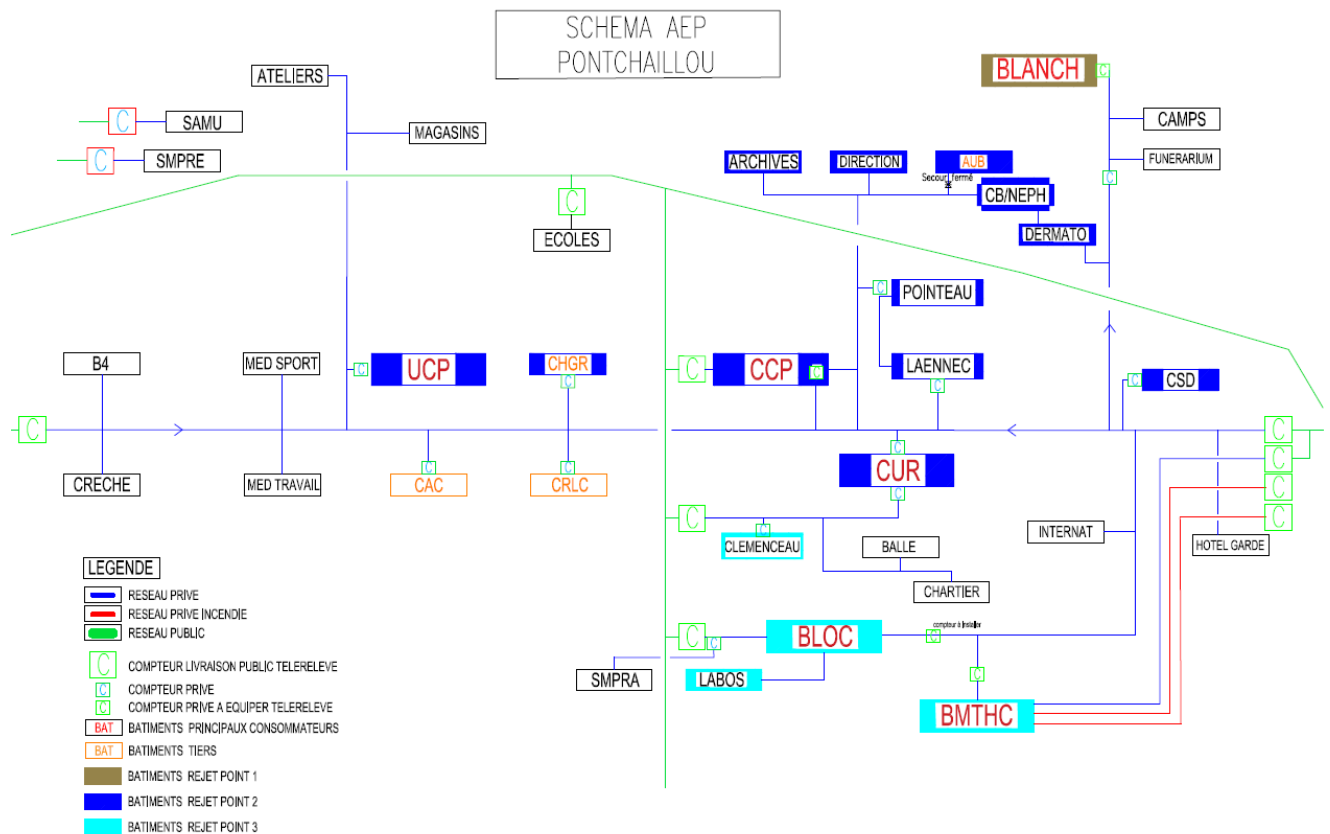 SCHEMA AEP
PONTCHAILLOU
BLANCH
C
ATELIERS
CAMPS
C
SAMU
MAGASINS
C
SMPRE
ARCHIVES
DIRECTION
AUB
FUNERARIUM
Secour fermé
C
CB/NEPH
C
ECOLES
DERMATO
C
POINTEAU
B4
MED SPORT
C
UCP
CHGR
C
C
CCP
C
LAENNEC
C
C
CSD
C
C
C
CRECHE
MED TRAVAIL
C
CAC
C
CRLC
CUR
C
C
C
C
C
C
CLEMENCEAU
BALLE
INTERNAT
HOTEL GARDE
CHARTIER
LEGENDE
RESEAU PRIVE
RESEAU PRIVE INCENDIE
RESEAU PUBLIC
C
C
BLOC
compteur à installer
C
C COMPTEUR LIVRAISON PUBLIC TELERELEVE
SMPRA
LABOS
C
C COMPTEUR PRIVE
C COMPTEUR PRIVE A EQUIPER TELERELEVE
BMTHC
BAT BATIMENTS PRINCIPAUX CONSOMMATEURS
BAT BATIMENTS TIERS
BATIMENTS REJET POINT 1
BATIMENTS REJET POINT 2
BATIMENTS REJET POINT 3